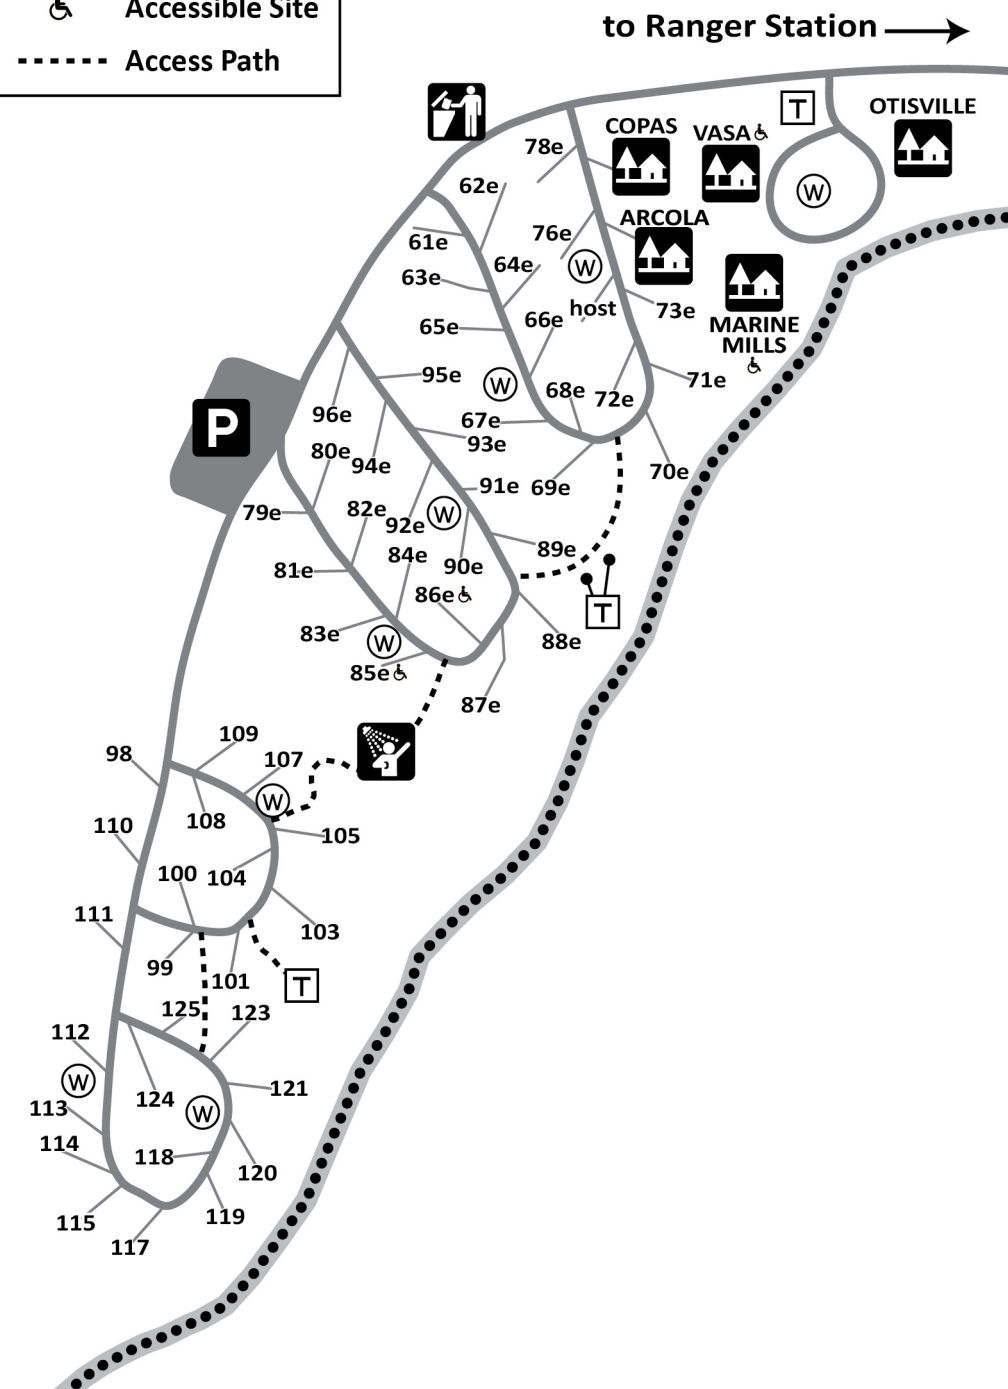 Accessible Site
Access Path
to Ranger Station
T
OTISVILLE
COPAS
VASA
78e
62e
W
ARCOLA
61e
76e
64e
W
63e
host
73e
66e
65e
MARINE
MILLS
95e
W
71e
68e
72e
96e
67e
P
93e
80e
94e
70e
91e
69e
79e
82e
92e
W
89e
84e
90e
81e
86e
T
83e
W
88e
85e
87e
109
98
107
W
108
110
105
100
104
111
103
99
101
T
125
123
112
W
121
124
113
W
114
118
120
119
115
117